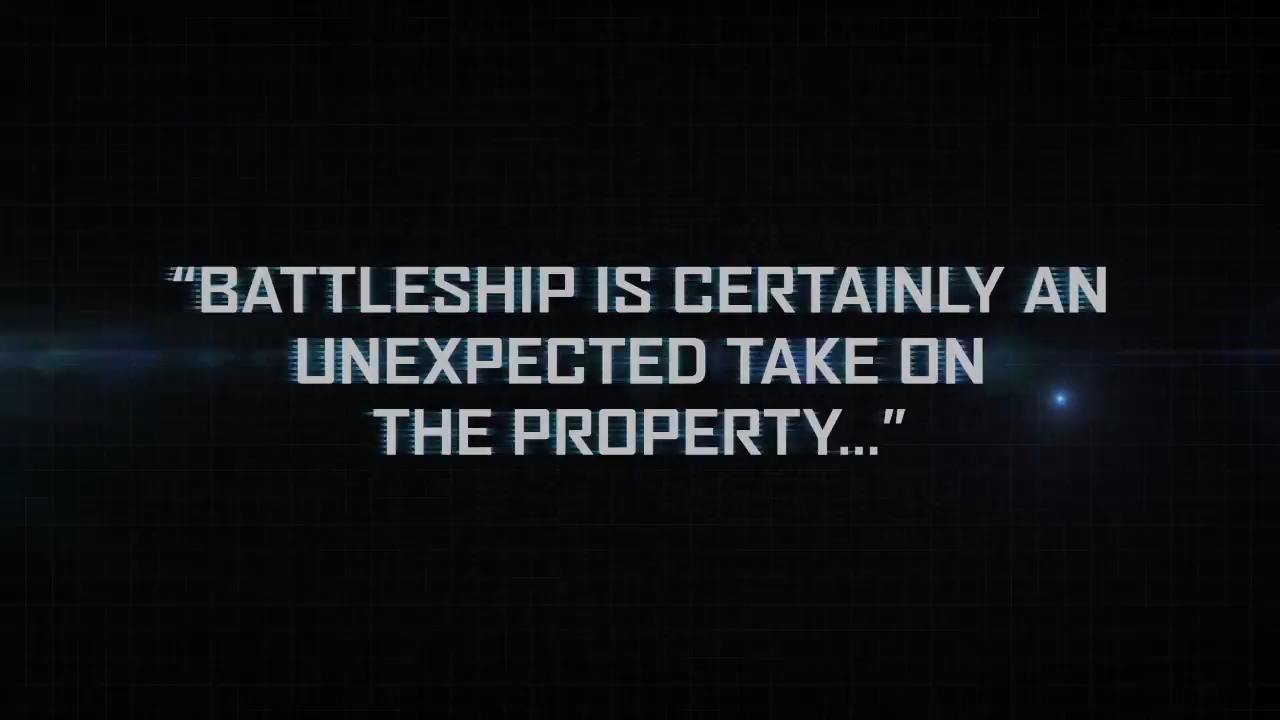 “BATTLESHIP IS CERTAINLY AN
UNEXPECTED TAKE ON
THE PROPERTY...”